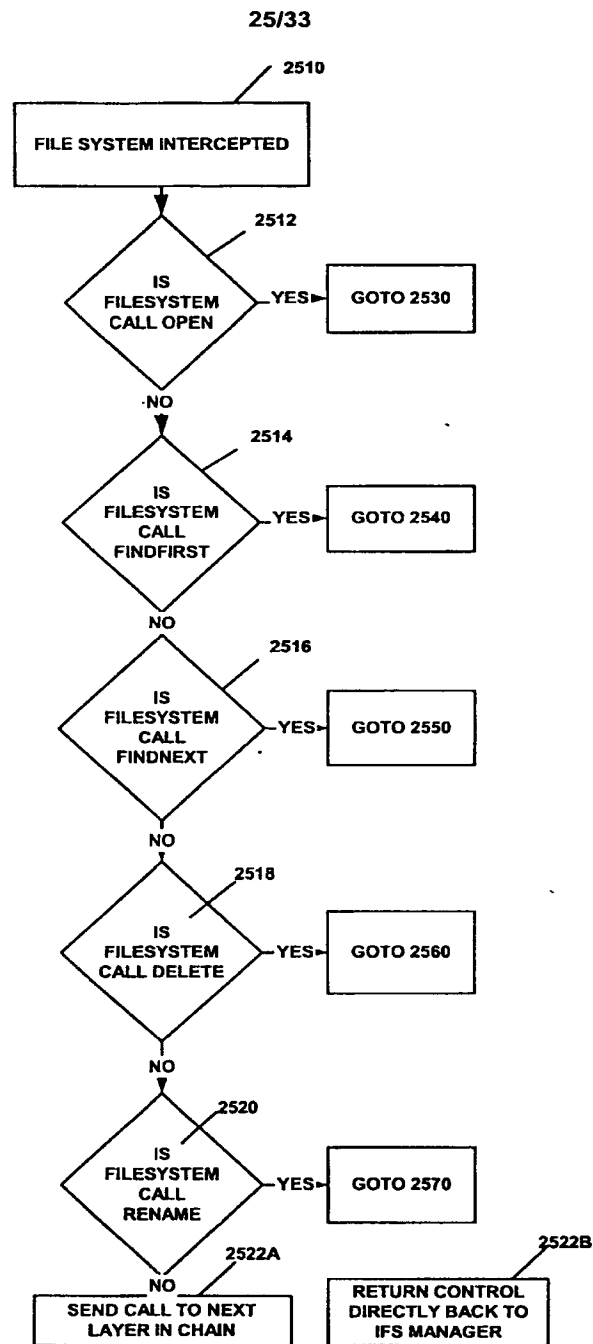 25/33
2510
FILE SYSTEM INTERCEPTED
2512
IS
FILESYSTEM
CALL OPEN
YES
GOTO 2530
NO
2514
IS
FILESYSTEM
CALL
FINDFIRST
YES
GOTO 2540
NO
2516
IS
FILESYSTEM
CALL
FINDNEXT
YES
GOTO 2550
NO
2518
IS
FILESYSTEM
CALL DELETE
YES
GOTO 2560
NO
2520
IS
FILESYSTEM
CALL
RENAME
YES
GOTO 2570
NO
2522A
SEND CALL TO NEXT
LAYER IN CHAIN
2522B
RETURN CONTROL
DIRECTLY BACK TO
IFS MANAGER